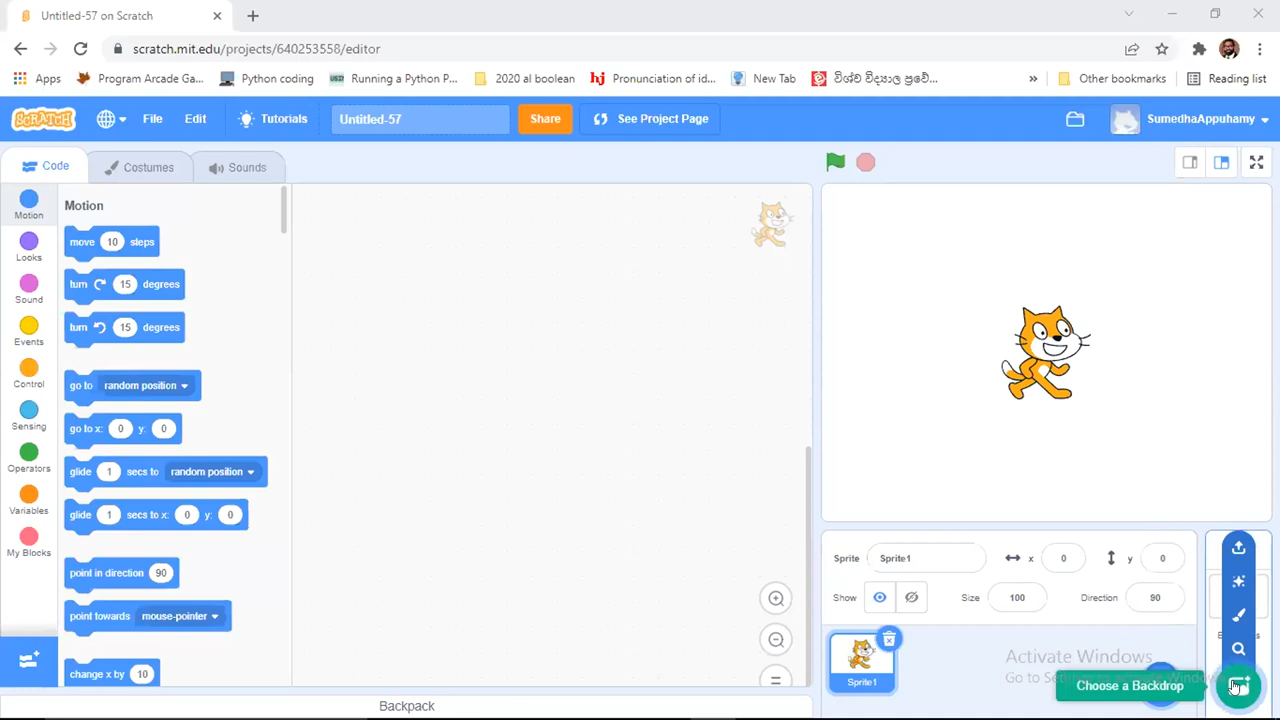 Untitled-57 on Scratch
scratch.mit.edu/projects/640253558/editor
Apps Program Arcade Ga... Python coding Running a Python P... 2020 al boolean hj Pronunciation of id... New Tab විශ්ව විද්‍යාල ප්‍රවේ... » Other bookmarks Reading list
SCRATCH File Edit Tutorials Untitled-57 Share See Project Page SumedhaAppuhamy
Code Costumes Sounds
Motion
Looks
Sound
Events
Control
Sensing
Operators
Variables
My Blocks
Motion
move 10 steps
turn 15 degrees
turn 15 degrees
go to random position
go to x: 0 y: 0
glide 1 secs to random position
glide 1 secs to x: 0 y: 0
point in direction 90
point towards mouse-pointer
change x by 10
Sprite Sprite1 x 0 y 0
Show Size 100 Direction 90
Sprite1
Activate Windows
Choose a Backdrop
Backpack